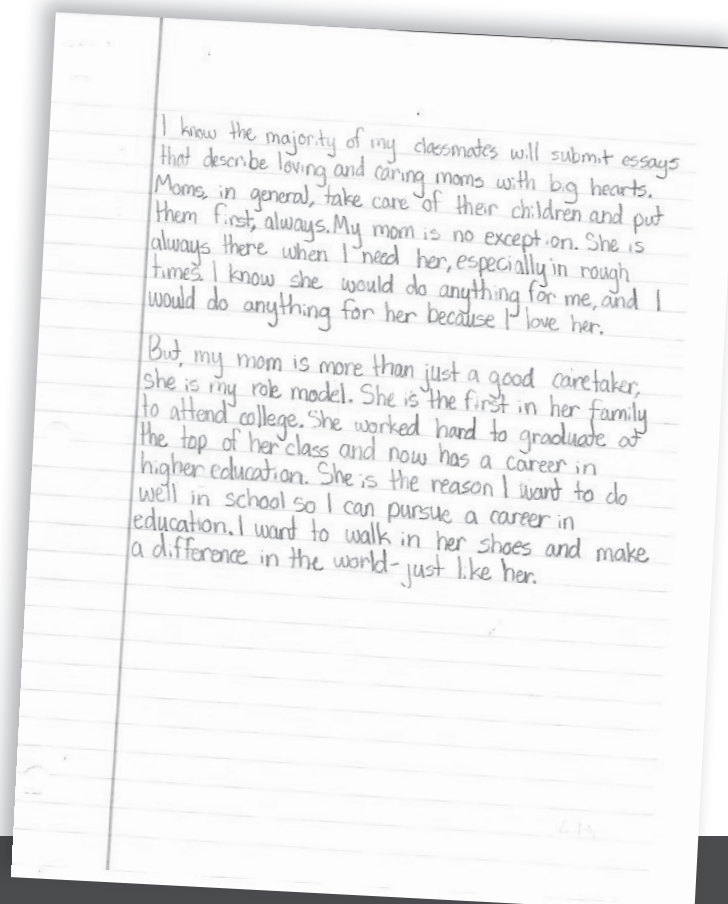 I know the majority of my classmates will submit essays
that describe loving and caring moms with big hearts.
Moms, in general, take care of their children and put
them first, always. My mom is no exception. She is
always there when I need her, especially in rough
times. I know she would do anything for me, and I
would do anything for her because I love her.
But, my mom is more than just a good caretaker,
she is my role model. She is the first in her family
to attend college. She worked hard to graduate at
the top of her class and now has a career in
higher education. She is the reason I want to do
well in school so I can pursue a career in
education. I want to walk in her shoes and make
a difference in the world-just like her.